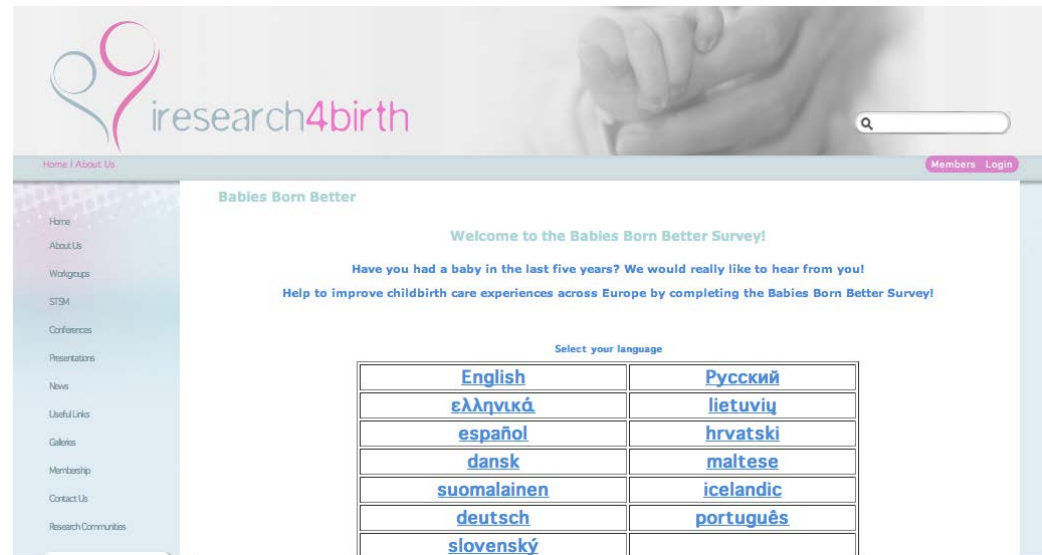 iresearch4birth
Home | About Us
Members Login
Home
About Us
Workgroups
STSM
Conferences
Presentations
News
Useful Links
Galleries
Membership
Contact Us
Research Communities
Babies Born Better
Welcome to the Babies Born Better Survey!
Have you had a baby in the last five years? We would really like to hear from you!
Help to improve childbirth care experiences across Europe by completing the Babies Born Better Survey!
Select your language
English Русский
ελληνικά lietuvių
español hrvatski
dansk maltese
suomalainen icelandic
deutsch português
slovenský